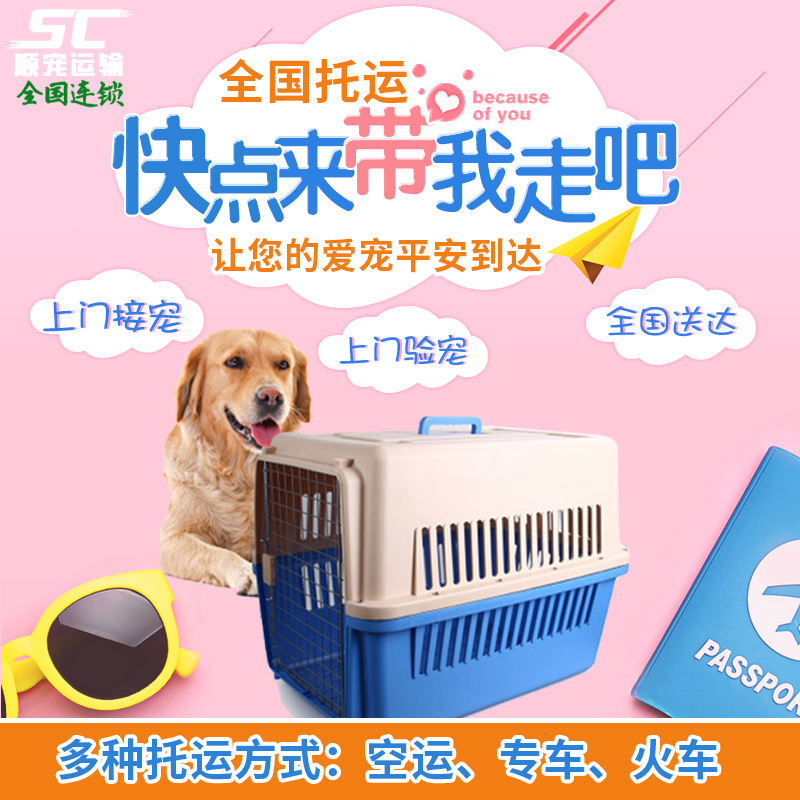 SC
顺宠运输
全国连锁
全国托运
because
of you
快点来带我走吧
让您的爱宠平安到达
上门接宠
上门验宠
全国送达
PASSPOR
多种托运方式：空运、专车、火车